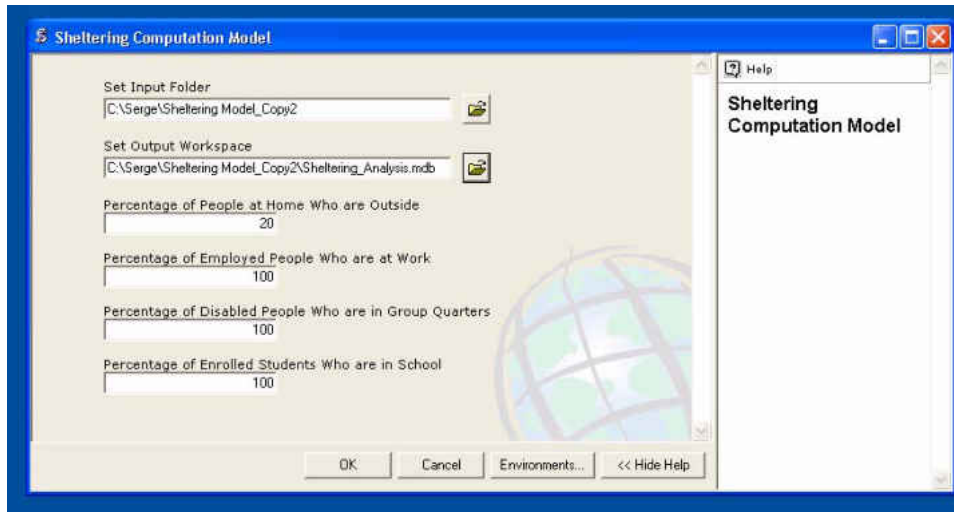 Sheltering Computation Model
Set Input Folder
C:\Serge\Sheltering Model_Copy2
Set Output Workspace
C:\Serge\Sheltering Model_Copy2\Sheltering_Analysis.mdb
Percentage of People at Home Who are Outside
20
Percentage of Employed People Who are at Work
100
Percentage of Disabled People Who are in Group Quarters
100
Percentage of Enrolled Students Who are in School
100
OK
Cancel
Environments...
<< Hide Help
Help
Sheltering
Computation Model